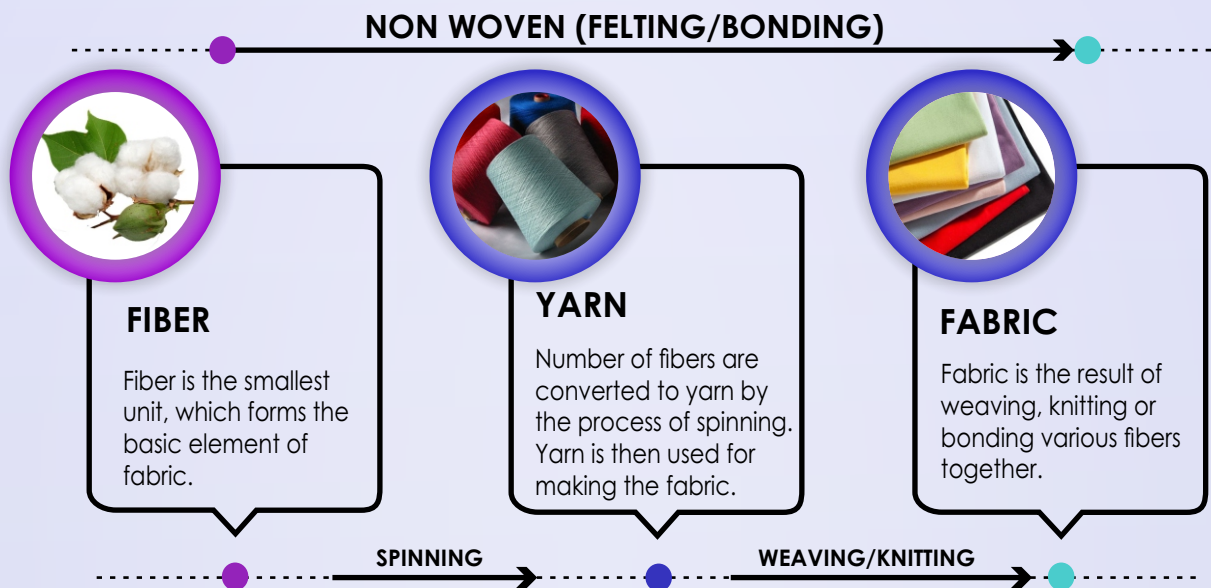 NON WOVEN (FELTING/BONDING)
FIBER
Fiber is the smallest
unit, which forms the
basic element of
fabric.
YARN
Number of fibers are
converted to yarn by
the process of spinning.
Yarn is then used for
making the fabric.
FABRIC
Fabric is the result of
weaving, knitting or
bonding various fibers
together.
SPINNING
WEAVING/KNITTING